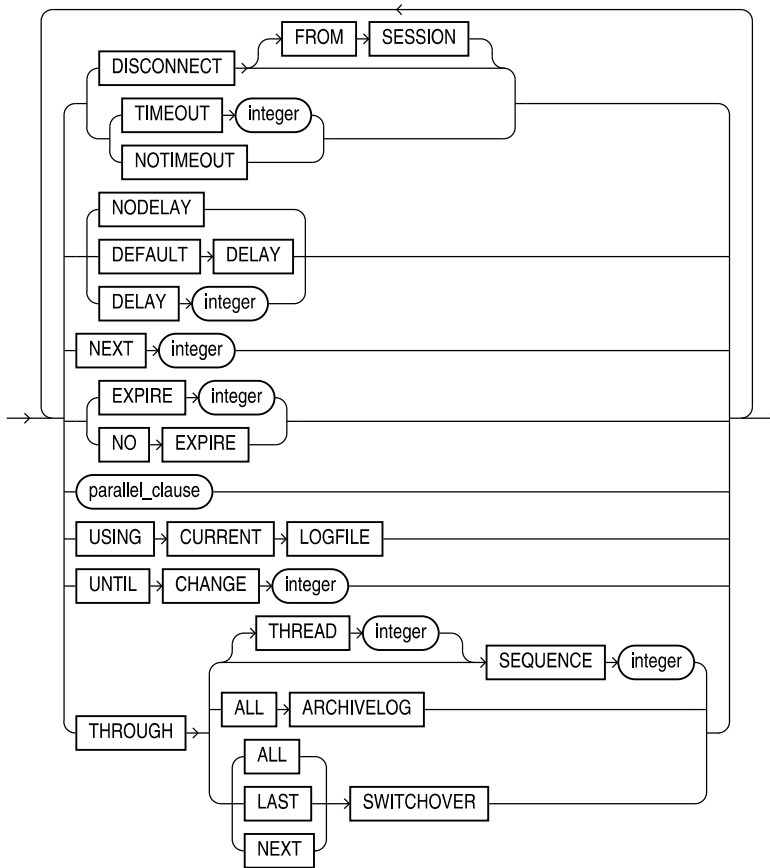 FROM SESSION
DISCONNECT
TIMEOUT integer
NOTIMEOUT
NODELAY
DEFAULT DELAY
DELAY integer
NEXT integer
EXPIRE integer
NO EXPIRE
parallel_clause
USING CURRENT LOGFILE
UNTIL CHANGE integer
THREAD integer
SEQUENCE integer
ALL ARCHIVELOG
THROUGH
ALL
LAST SWITCHOVER
NEXT